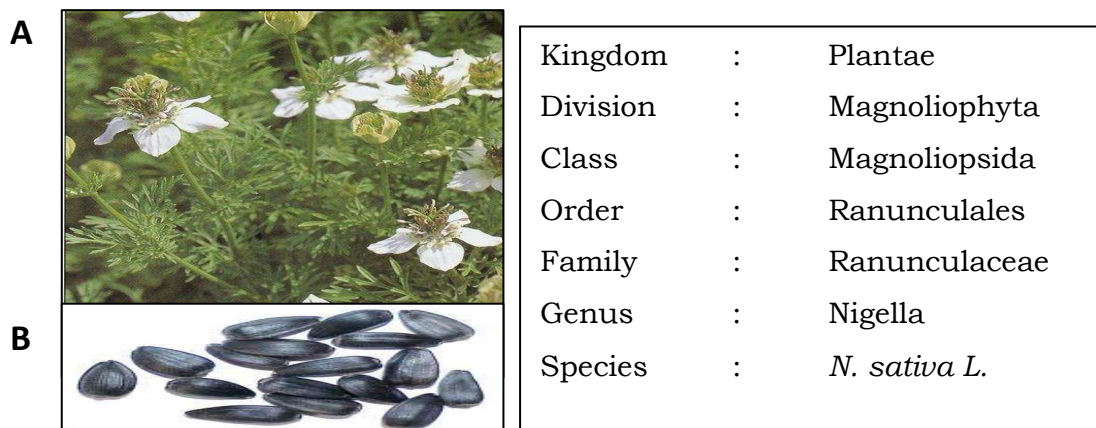 A
B
Kingdom : Plantae
Division : Magnoliophyta
Class : Magnoliopsida
Order : Ranunculales
Family : Ranunculaceae
Genus : Nigella
Species : N. sativa L.